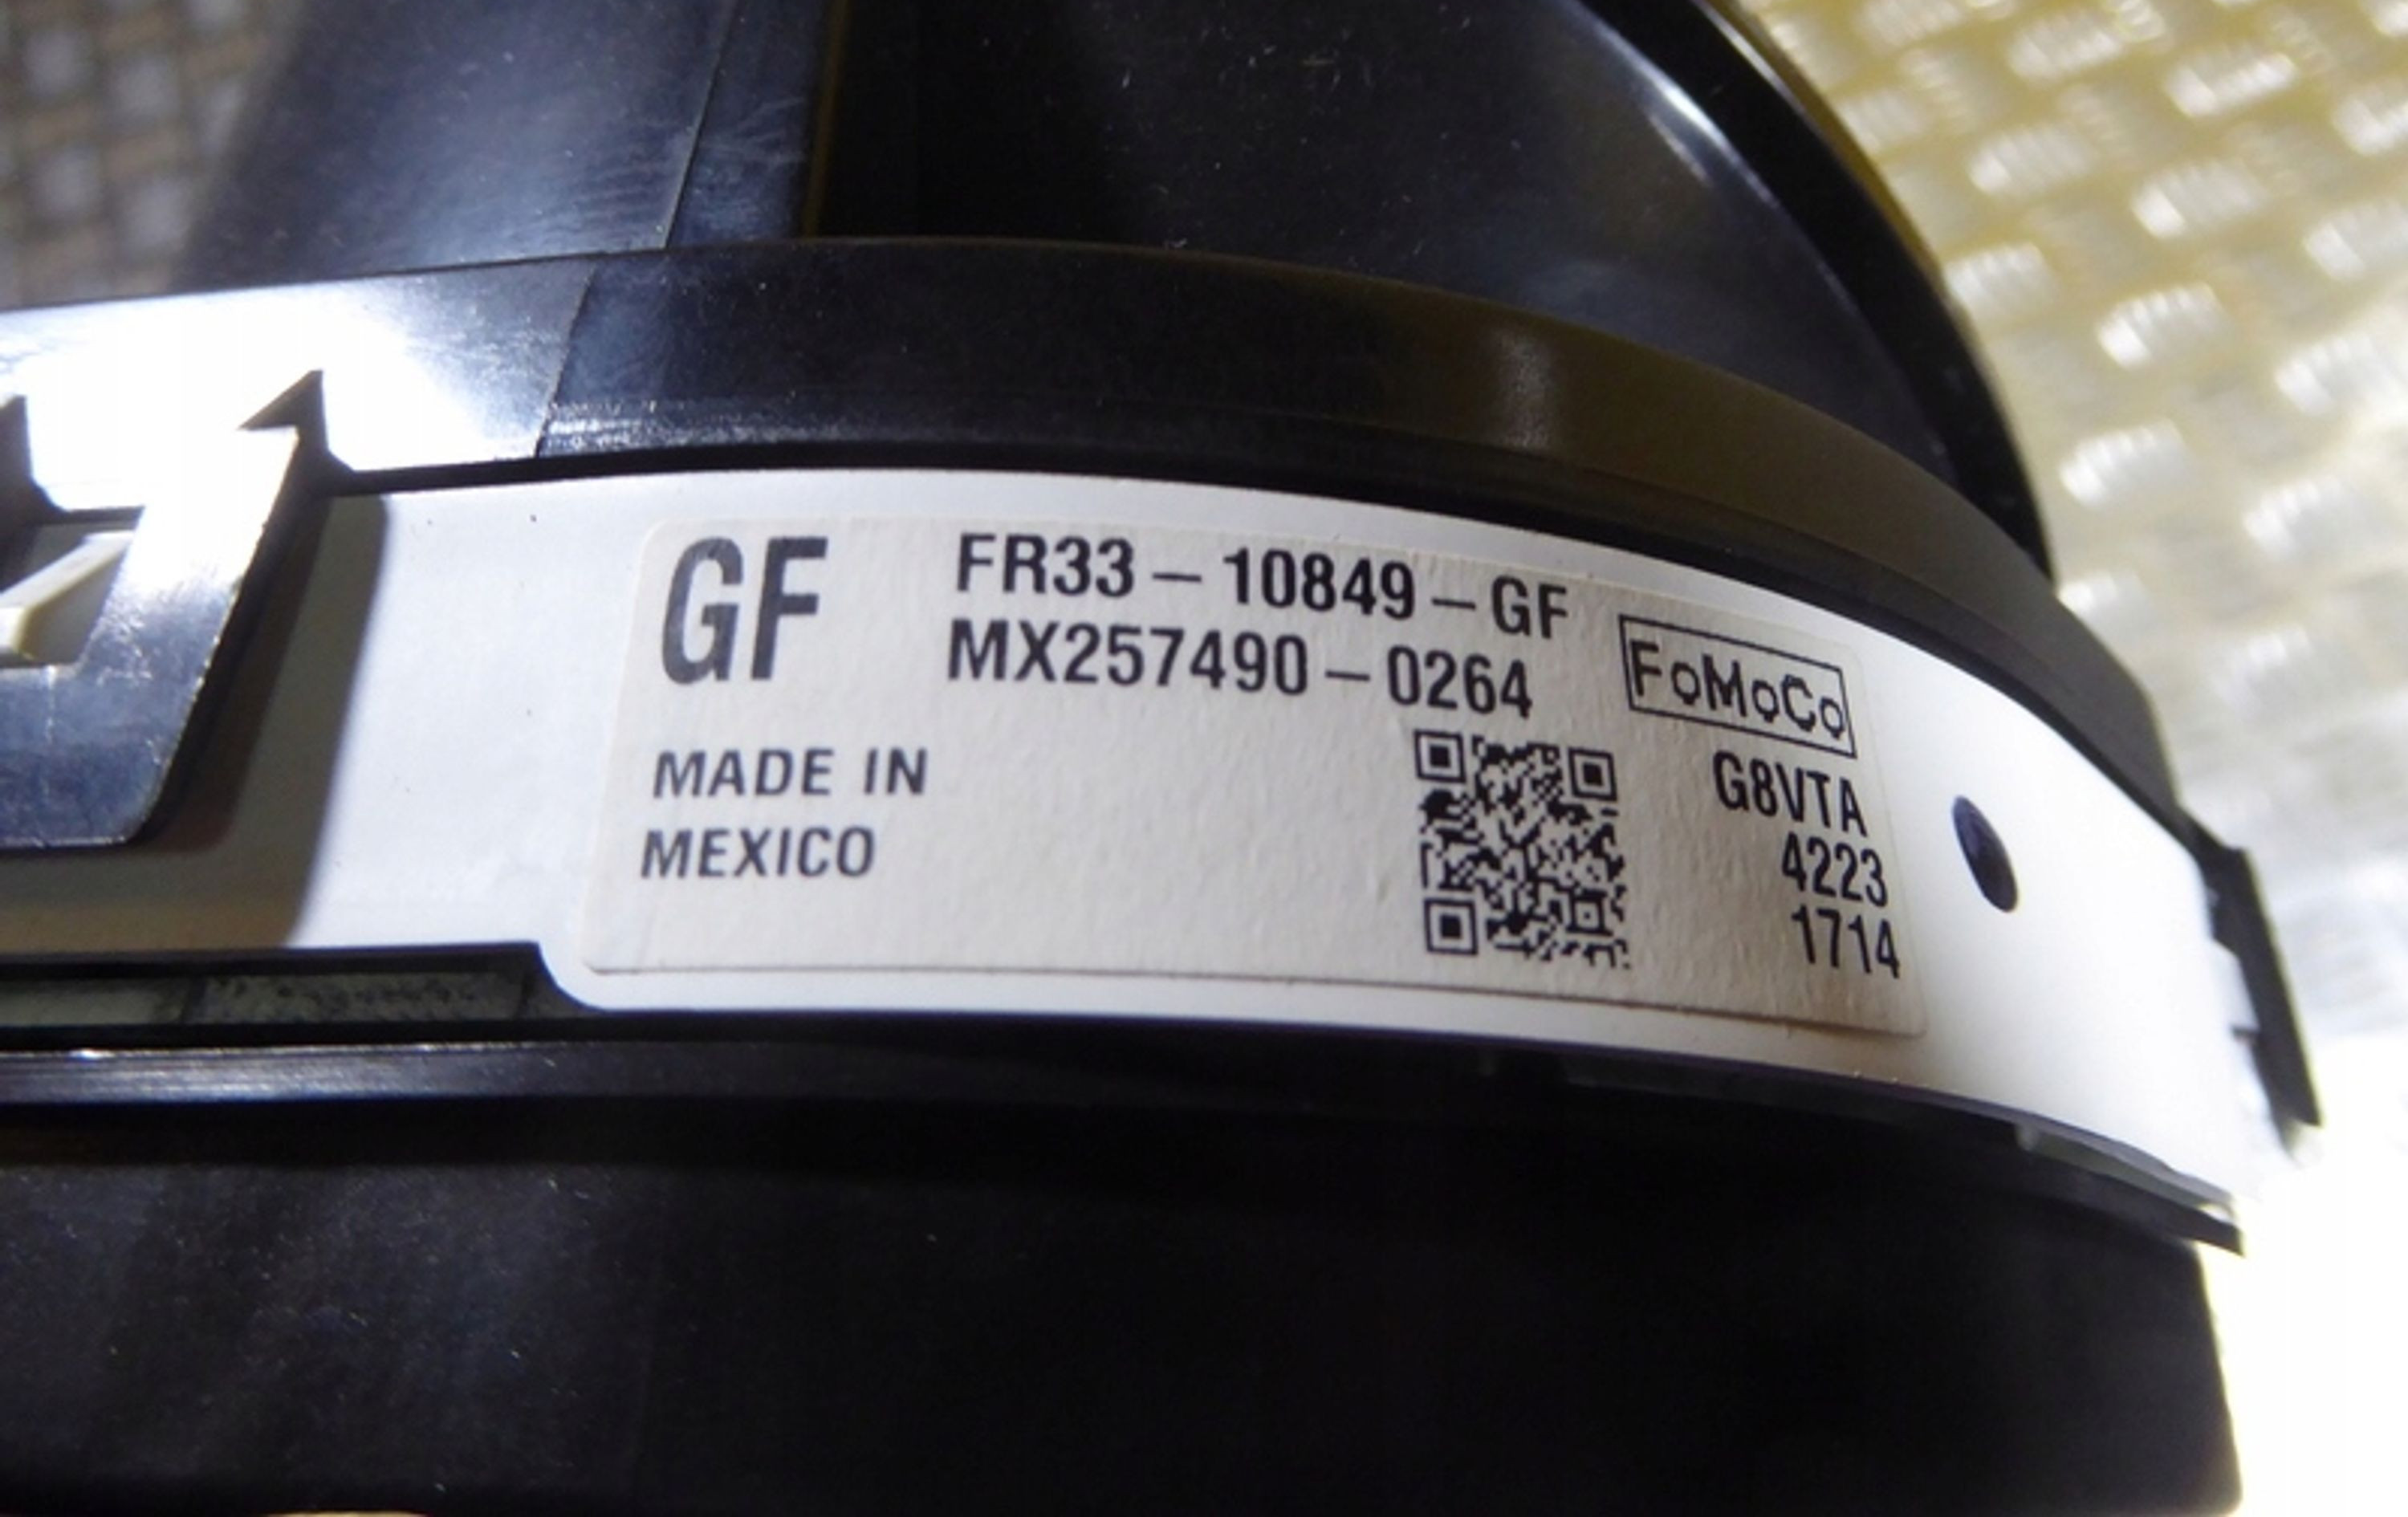 GF
FR33-10849-GF
MX257490-0264
FoMoCo
MADE IN
MEXICO
G8VTA
4223
1714